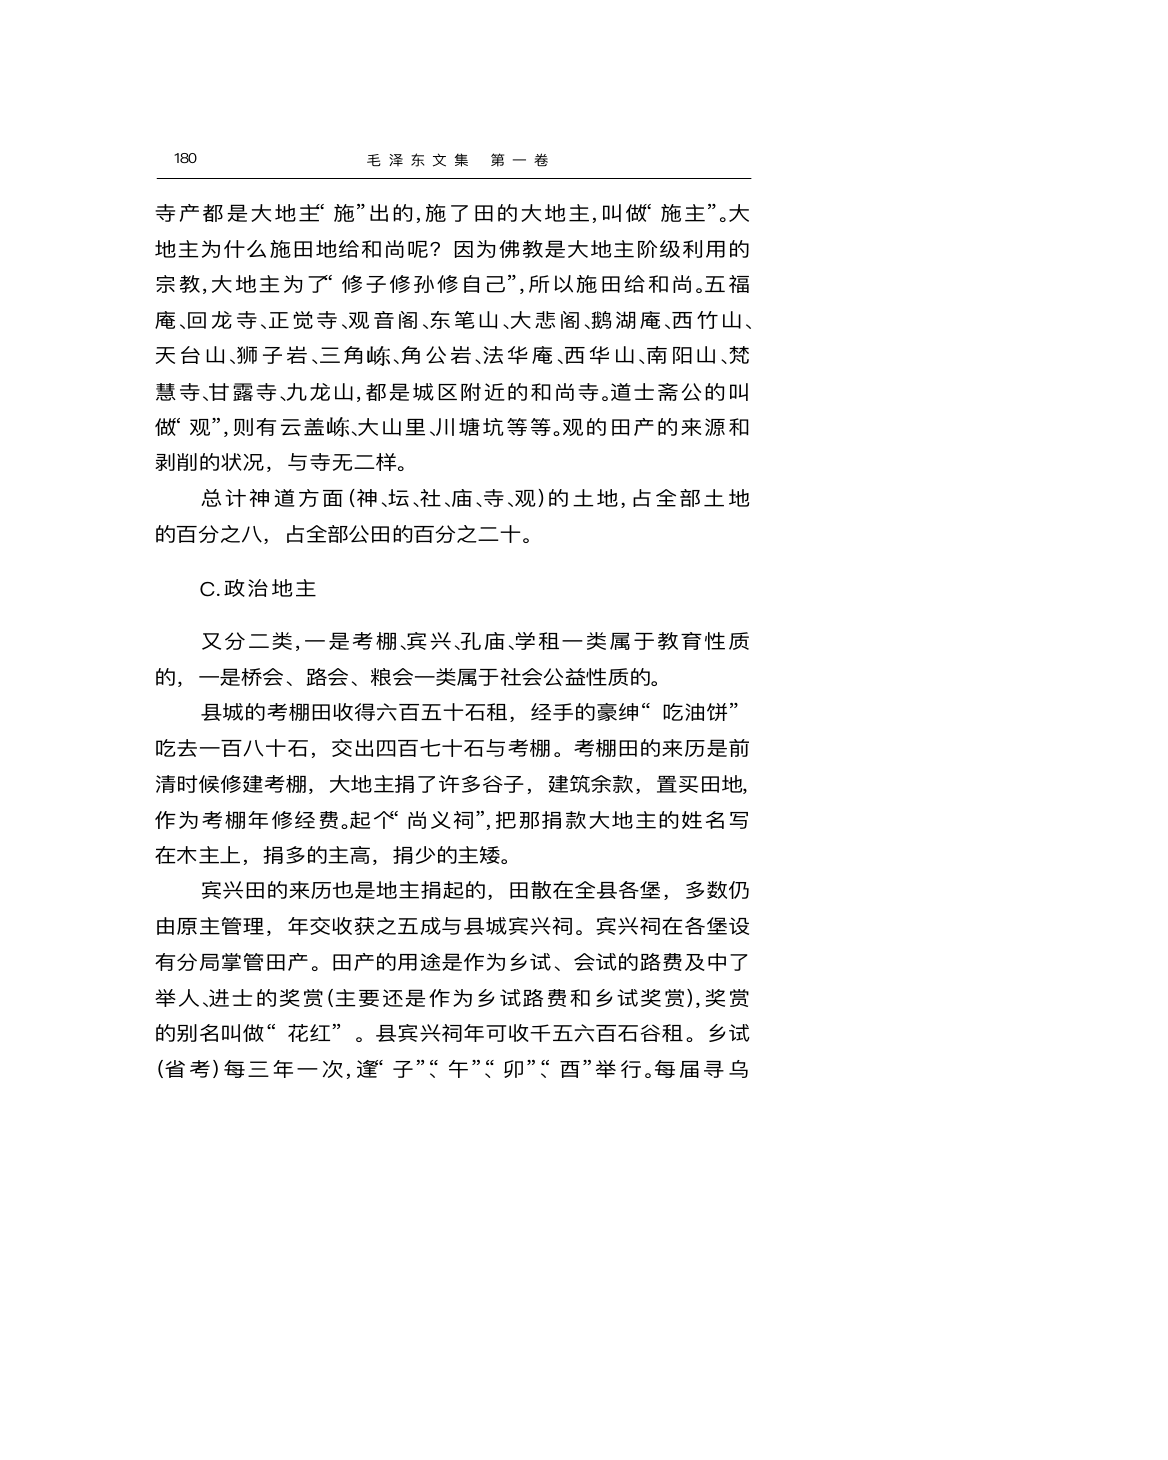 180
毛泽东文集 第一卷
寺产都是大地主“施”出的,施了田的大地主,叫做“施主”。大
地主为什么施田地给和尚呢？因为佛教是大地主阶级利用的
宗教,大地主为了“修子修孙修自己”,所以施田给和尚。五福
庵、回龙寺、正觉寺、观音阁、东笔山、大悲阁、鹅湖庵、西竹山、
天台山、狮子岩、三角崠、角公岩、法华庵、西华山、南阳山、梵
慧寺、甘露寺、九龙山,都是城区附近的和尚寺。道士斋公的叫
做“观”,则有云盖崠、大山里、川塘坑等等。观的田产的来源和
剥削的状况，与寺无二样。
总计神道方面(神、坛、社、庙、寺、观)的土地,占全部土地
的百分之八，占全部公田的百分之二十。
C.政治地主
又分二类,一是考棚、宾兴、孔庙、学租一类属于教育性质
的，一是桥会、路会、粮会一类属于社会公益性质的。
县城的考棚田收得六百五十石租，经手的豪绅“吃油饼”
吃去一百八十石，交出四百七十石与考棚。考棚田的来历是前
清时候修建考棚，大地主捐了许多谷子，建筑余款，置买田地,
作为考棚年修经费。起个“尚义祠”,把那捐款大地主的姓名写
在木主上，捐多的主高，捐少的主矮。
宾兴田的来历也是地主捐起的，田散在全县各堡，多数仍
由原主管理，年交收获之五成与县城宾兴祠。宾兴祠在各堡设
有分局掌管田产。田产的用途是作为乡试、会试的路费及中了
举人、进士的奖赏(主要还是作为乡试路费和乡试奖赏),奖赏
的别名叫做“花红”。县宾兴祠年可收千五六百石谷租。乡试
(省考)每三年一次,逢“子”、“午”、“卯”、“酉”举行。每届寻乌